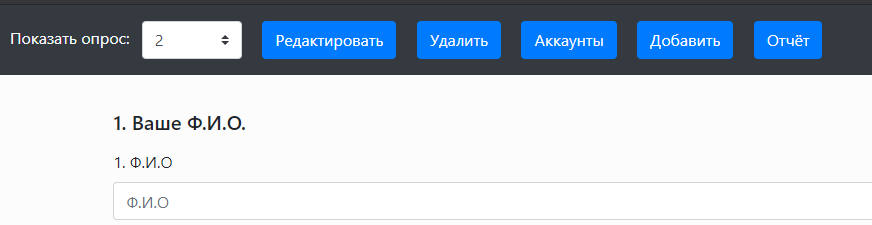 Показать опрос: 2 Редактировать Удалить Аккаунты Добавить Отчёт
1. Ваше Ф.И.О.
1. Ф.И.О
Ф.И.О